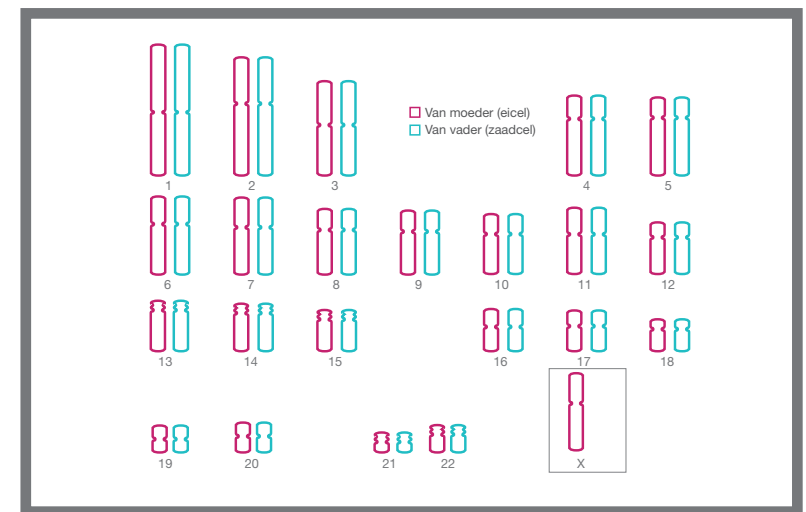 Van moeder (eicel)
Van vader (zaadcel)
1 2 3 4 5
6 7 8 9 10 11 12
13 14 15 16 17 18
19 20 21 22 X